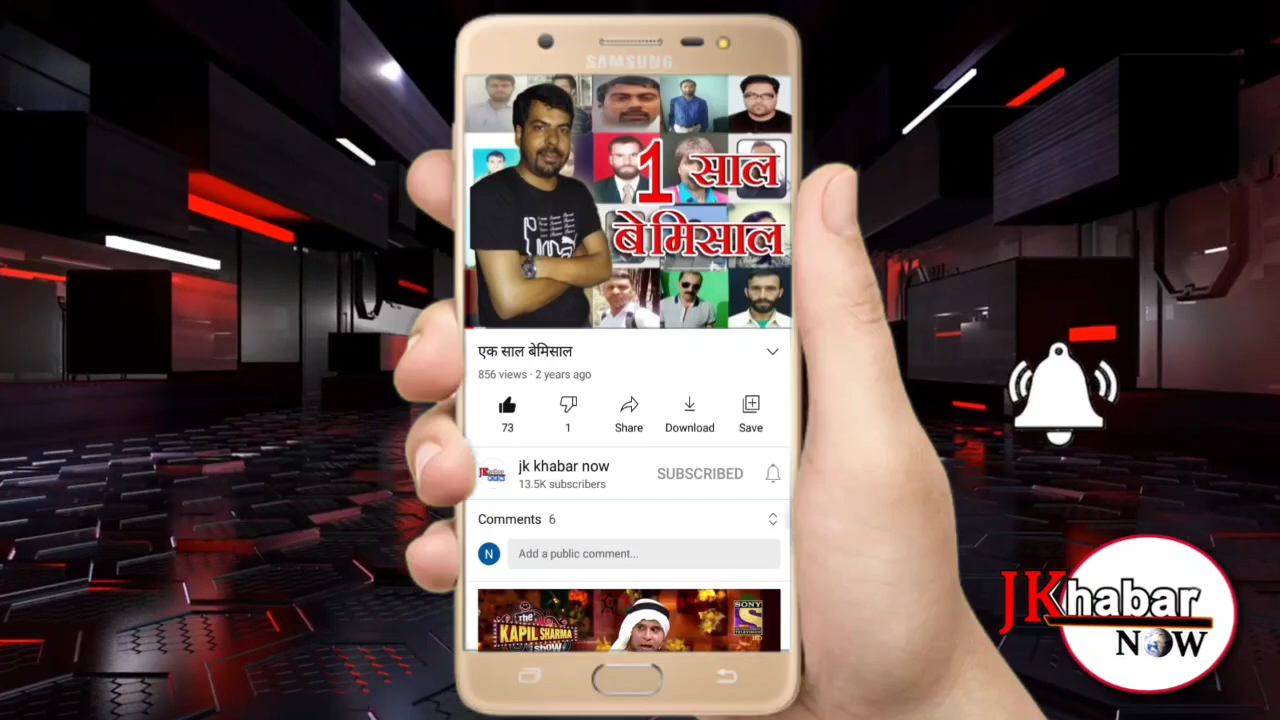 SAMSUNG
1 साल
बेमिसाल
एक साल बेमिसाल
856 views · 2 years ago
73
1
Share
Download
Save
jk khabar now
13.5K subscribers
SUBSCRIBED
Comments 6
N
Add a public comment...
The
KAPIL SHARMA
SHOW
SONY
HD
JKhabar
NOW